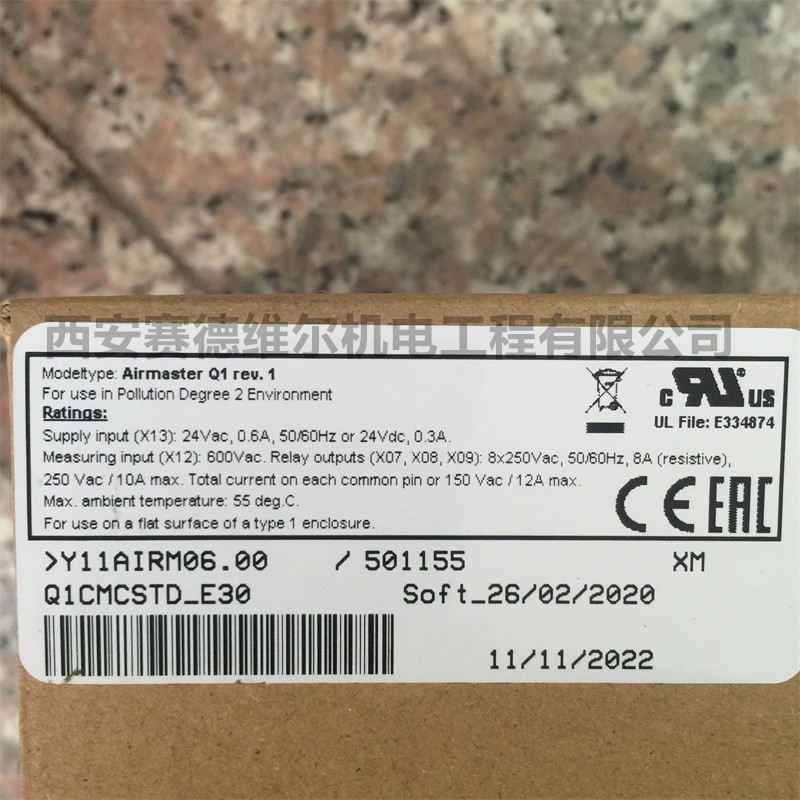 西安赛德维尔机电工程有限公司
Modeltype: Airmaster Q1 rev. 1
For use in Pollution Degree 2 Environment
Ratings:
Supply input (X13): 24Vac, 0.6A, 50/60Hz or 24Vdc, 0.3A.
Measuring input (X12): 600Vac. Relay outputs (X07, X08, X09): 8x250Vac, 50/60Hz, 8A (resistive),
250 Vac / 10A max. Total current on each common pin or 150 Vac / 12A max.
Max. ambient temperature: 55 deg.C.
For use on a flat surface of a type 1 enclosure.
c RU ® us
UL File: E334874
CE EAC
>Y11AIRM06.00 / 501155 XM
Q1CMCSTD_E30 Soft_26/02/2020
11/11/2022